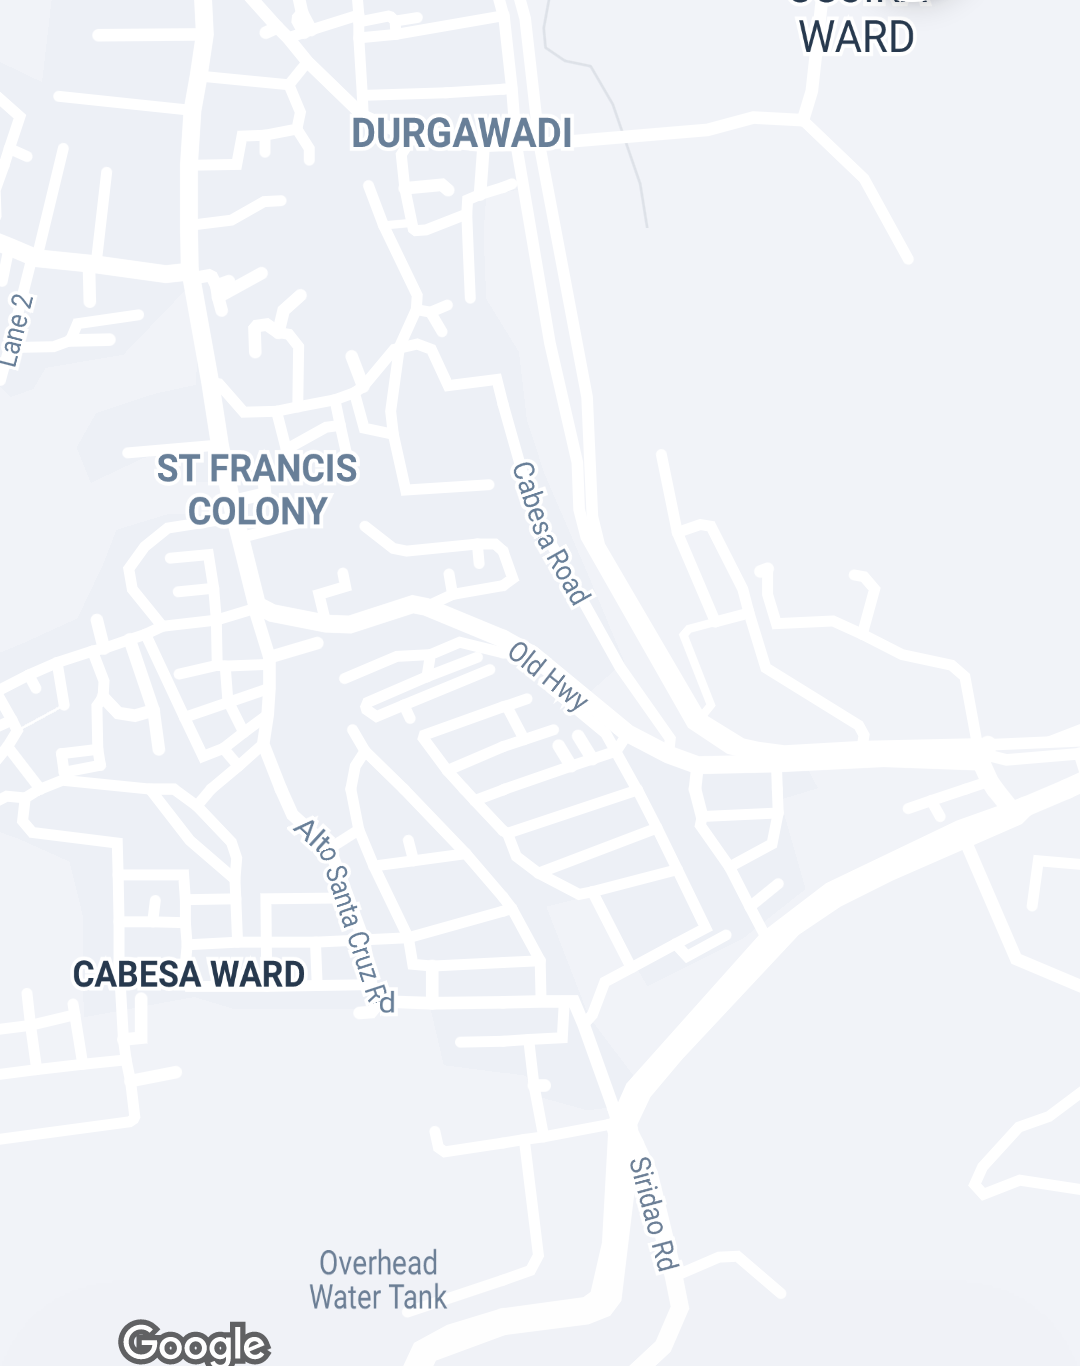 WARD
DURGAWADI
Lane 2
ST FRANCIS
COLONY
Cabesa Road
Old Hwy
Alto Santa Cruz Rd
CABESA WARD
Siridao Rd
Overhead
Water Tank
Google